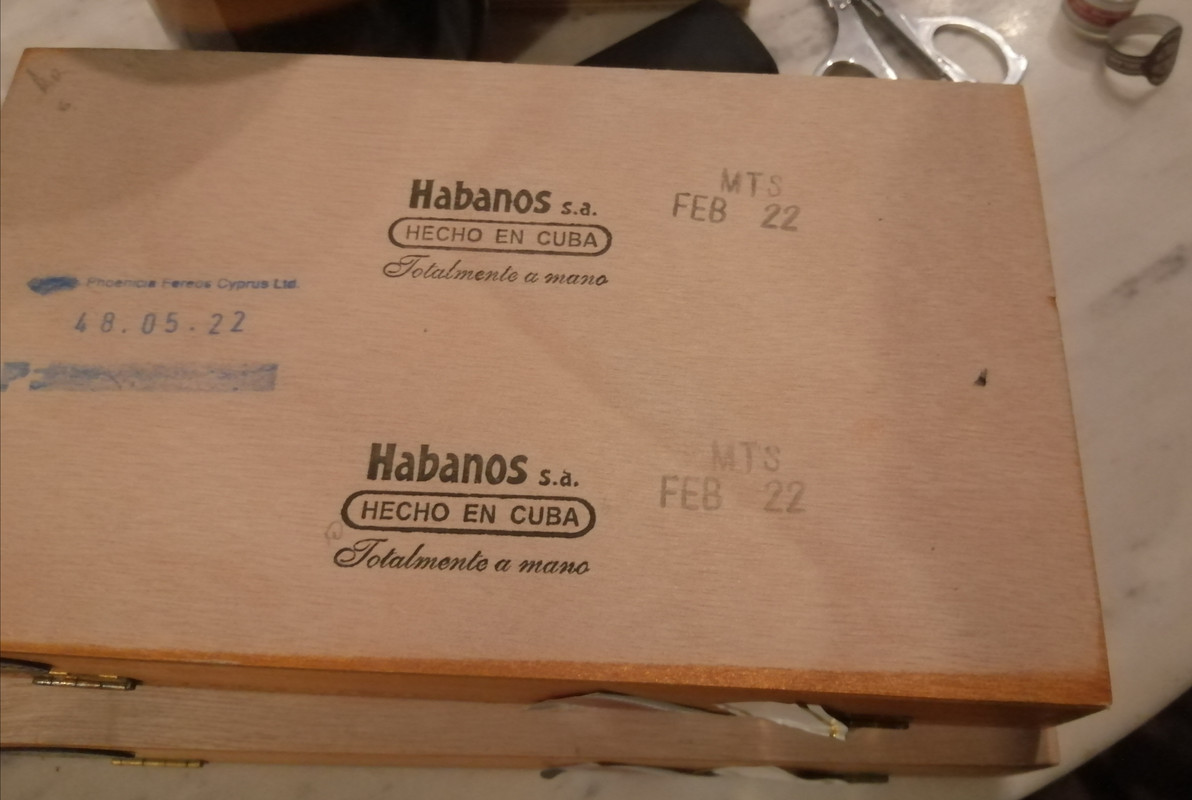 Habanos s.a.
HECHO EN CUBA
Totalmente a mano
MTS
FEB 22
Phoenicia Fereos Cyprus Ltd.
48.05.22
Habanos s.a.
HECHO EN CUBA
Totalmente a mano
MTS
FEB 22